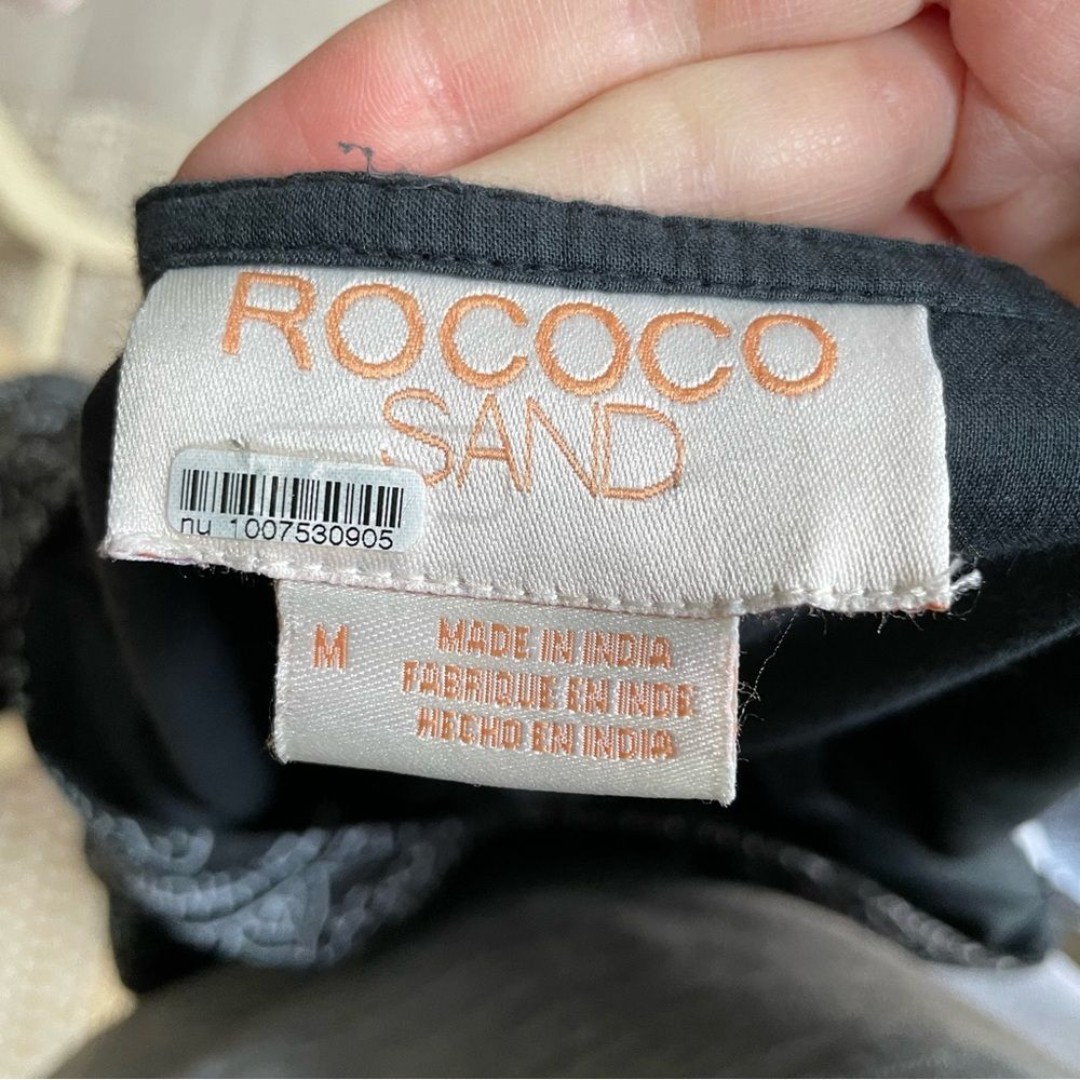 ROCOCO
SAND
nu 1007530905
M
MADE IN INDIA
FABRIQUE EN INDE
HECHO EN INDIA